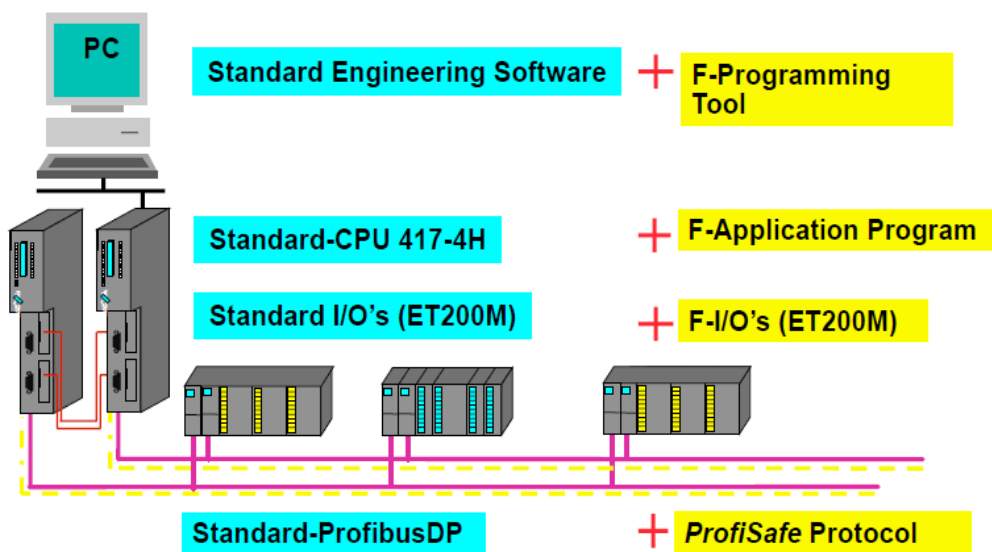 PC
Standard Engineering Software
+
F-Programming
Tool
Standard-CPU 417-4H
+
F-Application Program
Standard I/O's (ET200M)
+
F-I/O's (ET200M)
Standard-ProfibusDP
+
ProfiSafe Protocol